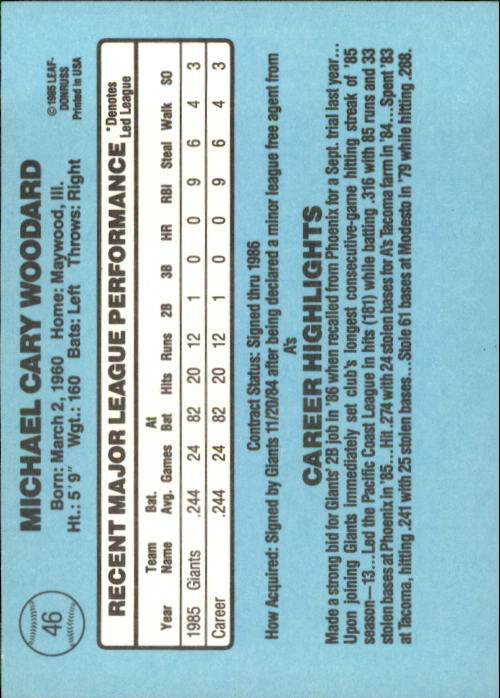 46
MICHAEL CARY WOODARD
Born: March 2, 1960 Home: Maywood, Ill.
Ht.: 5' 9" Wgt.: 160 Bats: Left Throws: Right
©1985 LEAF-
DONRUSS
Printed in USA
RECENT MAJOR LEAGUE PERFORMANCE
*Denotes
Led League
Year Team Name Bat. Avg. Games At Bat Hits Runs 2B 3B HR RBI Steal Walk SO
1985 Giants .244 24 82 20 12 1 0 0 9 6 4 3
Career .244 24 82 20 12 1 0 0 9 6 4 3
Contract Status: Signed thru 1986
How Acquired: Signed by Giants 11/20/84 after being declared a minor league free agent from
A's
CAREER HIGHLIGHTS
Made a strong bid for Giants' 2B job in '86 when recalled from Phoenix for a Sept. trial last year...
Upon joining Giants immediately set club's longest consecutive-game hitting streak of '85
season—13...Led the Pacific Coast League in hits (181) while batting .316 with 85 runs and 33
stolen bases at Phoenix in '85...Hit .274 with 24 stolen bases for A's Tacoma farm in '84...Spent '83
at Tacoma, hitting .241 with 25 stolen bases...Stole 61 bases at Modesto in '79 while hitting .288.